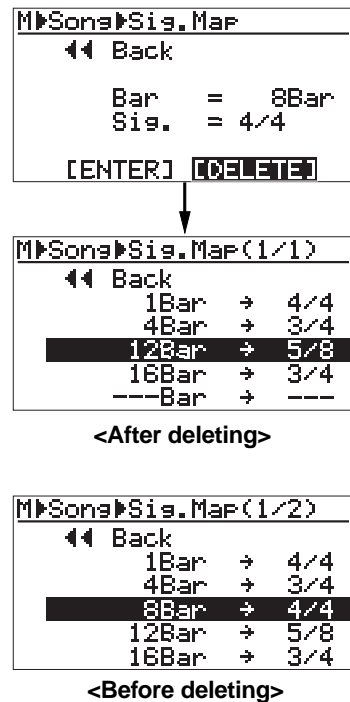 M▶Song▶Sig.Map
◀◀ Back
Bar = 8Bar
Sig. = 4/4
[ENTER] [DELETE]
M▶Song▶Sig.Map(1/1)
◀◀ Back
1Bar → 4/4
4Bar → 3/4
12Bar → 5/8
16Bar → 3/4
---Bar → ---
<After deleting>
M▶Song▶Sig.Map(1/2)
◀◀ Back
1Bar → 4/4
4Bar → 3/4
8Bar → 4/4
12Bar → 5/8
16Bar → 3/4
<Before deleting>